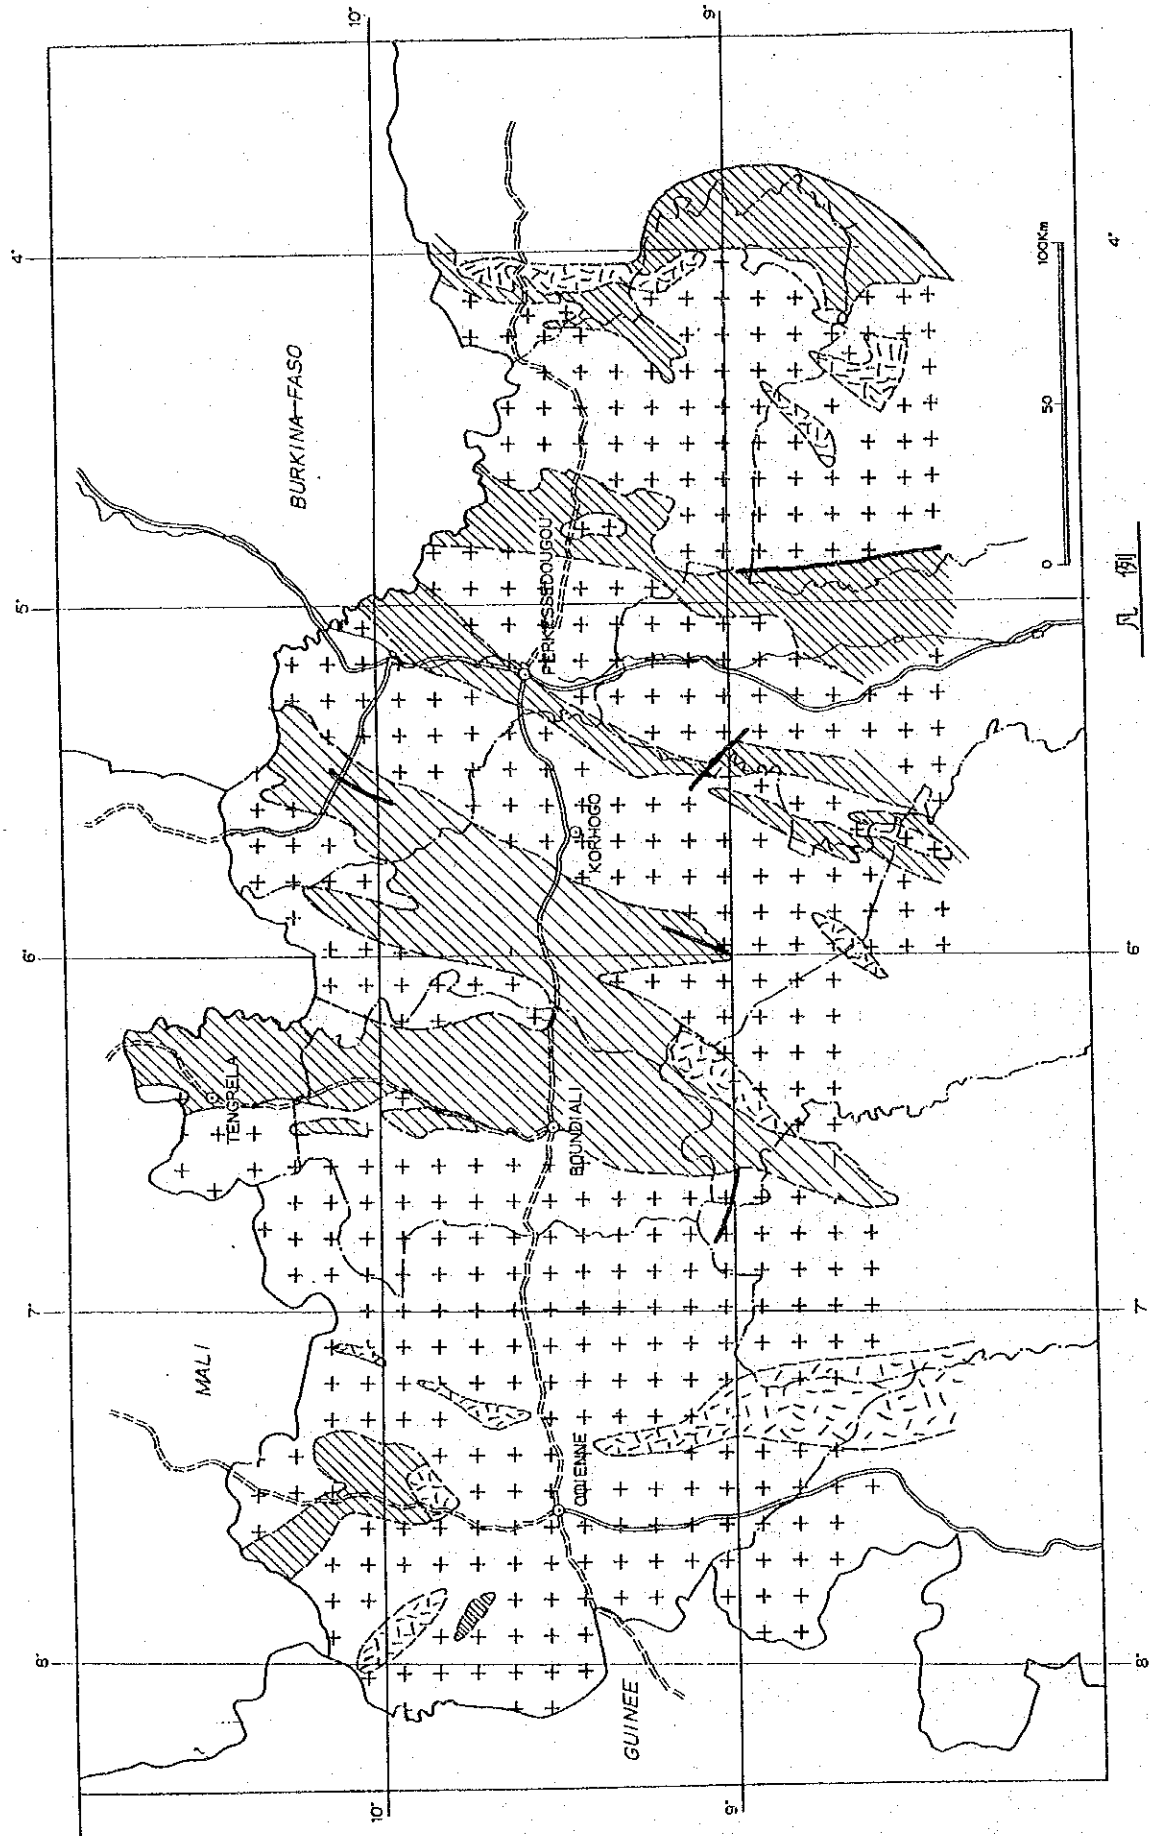 8°
7°
6°
5°
4°
MALI
BURKINA-FASO
TENGRELA
10°
10°
FERKESSEDOUGOU
ODIENNE
BOUNDIALI
KORHOGO
GUINEE
9°
9°
0
50
100Km
8°
7°
6°
4°
凡 例